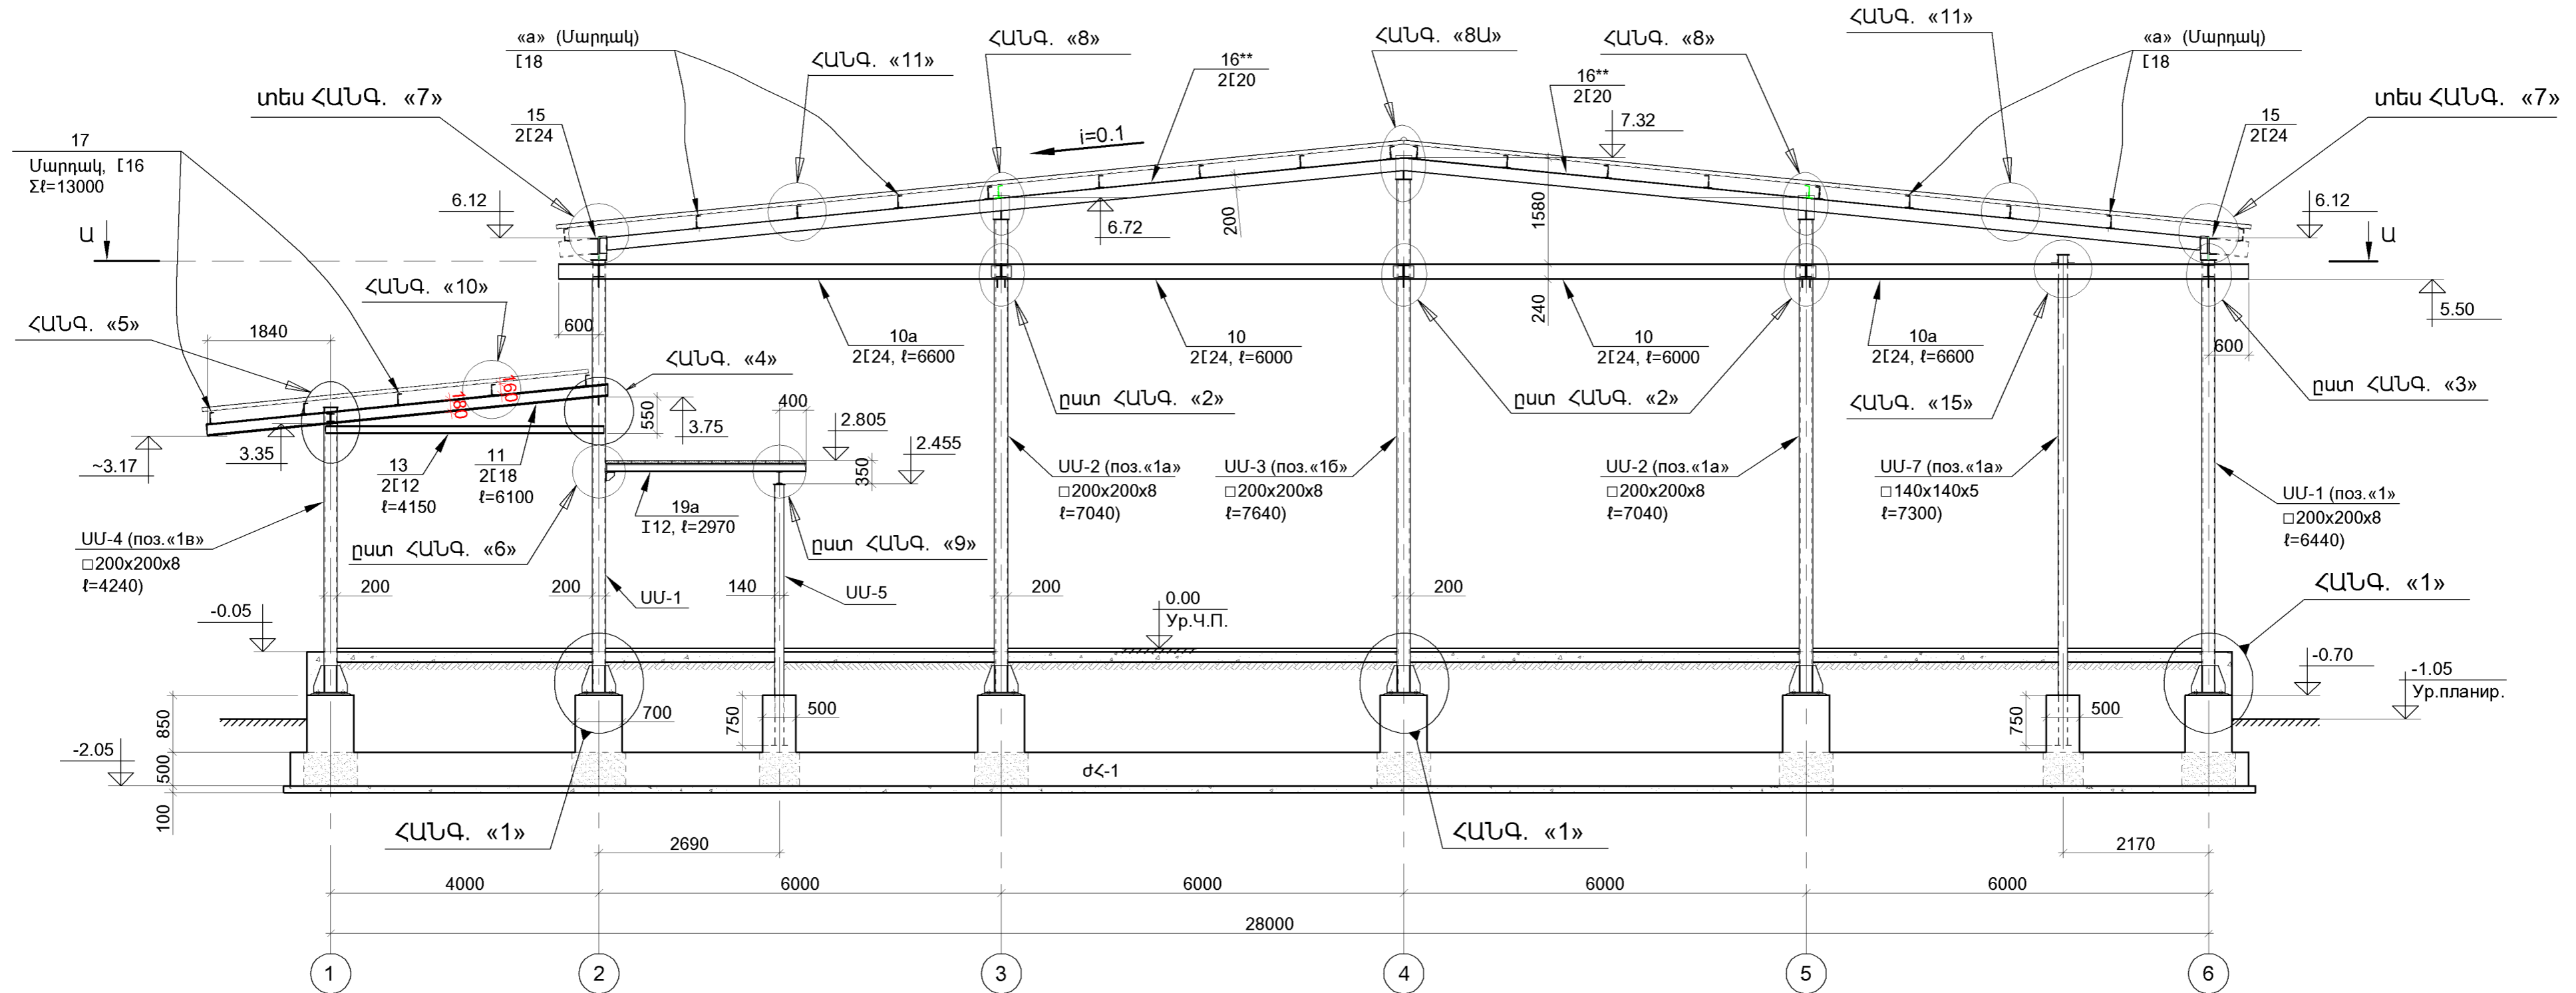 ՀԱՆԳ. «11»
«a» (Մարդակ)
[18
ՀԱՆԳ. «8»
ՀԱՆԳ. «8Ա»
ՀԱՆԳ. «8»
«a» (Մարդակ)
[18
ՀԱՆԳ. «11»
16**
2[20
16**
2[20
տես ՀԱՆԳ. «7»
տես ՀԱՆԳ. «7»
15
2[24
15
2[24
7.32
i=0.1
17
Մարդակ, [16
Σℓ=13000
6.12
6.72
200
1580
6.12
Ա
Ա
ՀԱՆԳ. «10»
ՀԱՆԳ. «5»
1840
600
10a
2[24, ℓ=6600
10
2[24, ℓ=6000
240
10
2[24, ℓ=6000
10a
2[24, ℓ=6600
600
5.50
ՀԱՆԳ. «4»
160
180
550
3.75
400
ըստ ՀԱՆԳ. «2»
ըստ ՀԱՆԳ. «2»
ՀԱՆԳ. «15»
ըստ ՀԱՆԳ. «3»
2.805
2.455
350
~3.17
3.35
13
2[12
ℓ=4150
11
2[18
ℓ=6100
19a
I12, ℓ=2970
ՍՄ-2 (поз.«1a»
□200x200x8
ℓ=7040)
ՍՄ-3 (поз.«1б»
□200x200x8
ℓ=7640)
ՍՄ-2 (поз.«1a»
□200x200x8
ℓ=7040)
ՍՄ-7 (поз.«1a»
□140x140x5
ℓ=7300)
ՍՄ-1 (поз.«1»
□200x200x8
ℓ=6440)
ՍՄ-4 (поз.«1в»
□200x200x8
ℓ=4240)
ըստ ՀԱՆԳ. «6»
ըստ ՀԱՆԳ. «9»
200
200
ՍՄ-1
140
ՍՄ-5
200
200
0.00
Ур.Ч.П.
-0.05
ՀԱՆԳ. «1»
-0.70
-1.05
Ур.планир.
850
700
750
500
750
500
-2.05
500
ԺՀ-1
100
ՀԱՆԳ. «1»
ՀԱՆԳ. «1»
2690
2170
4000
6000
6000
6000
6000
28000
1
2
3
4
5
6